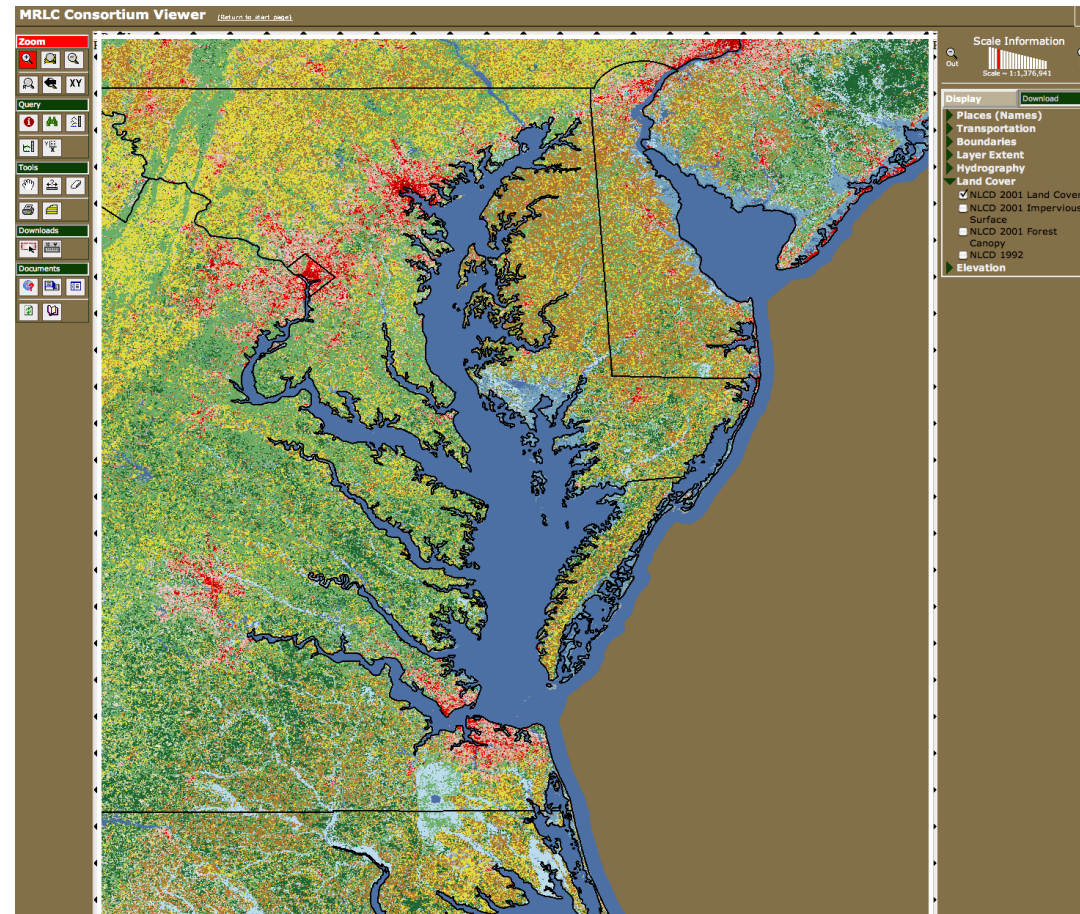 MRLC Consortium Viewer (Return to start page)
Zoom
XY
Query
Tools
Downloads
Documents
Scale Information
Out
Scale ~ 1:1,376,941
Display Download
Places (Names)
Transportation
Boundaries
Layer Extent
Hydrography
Land Cover
NLCD 2001 Land Cover
NLCD 2001 Impervious
Surface
NLCD 2001 Forest
Canopy
NLCD 1992
Elevation